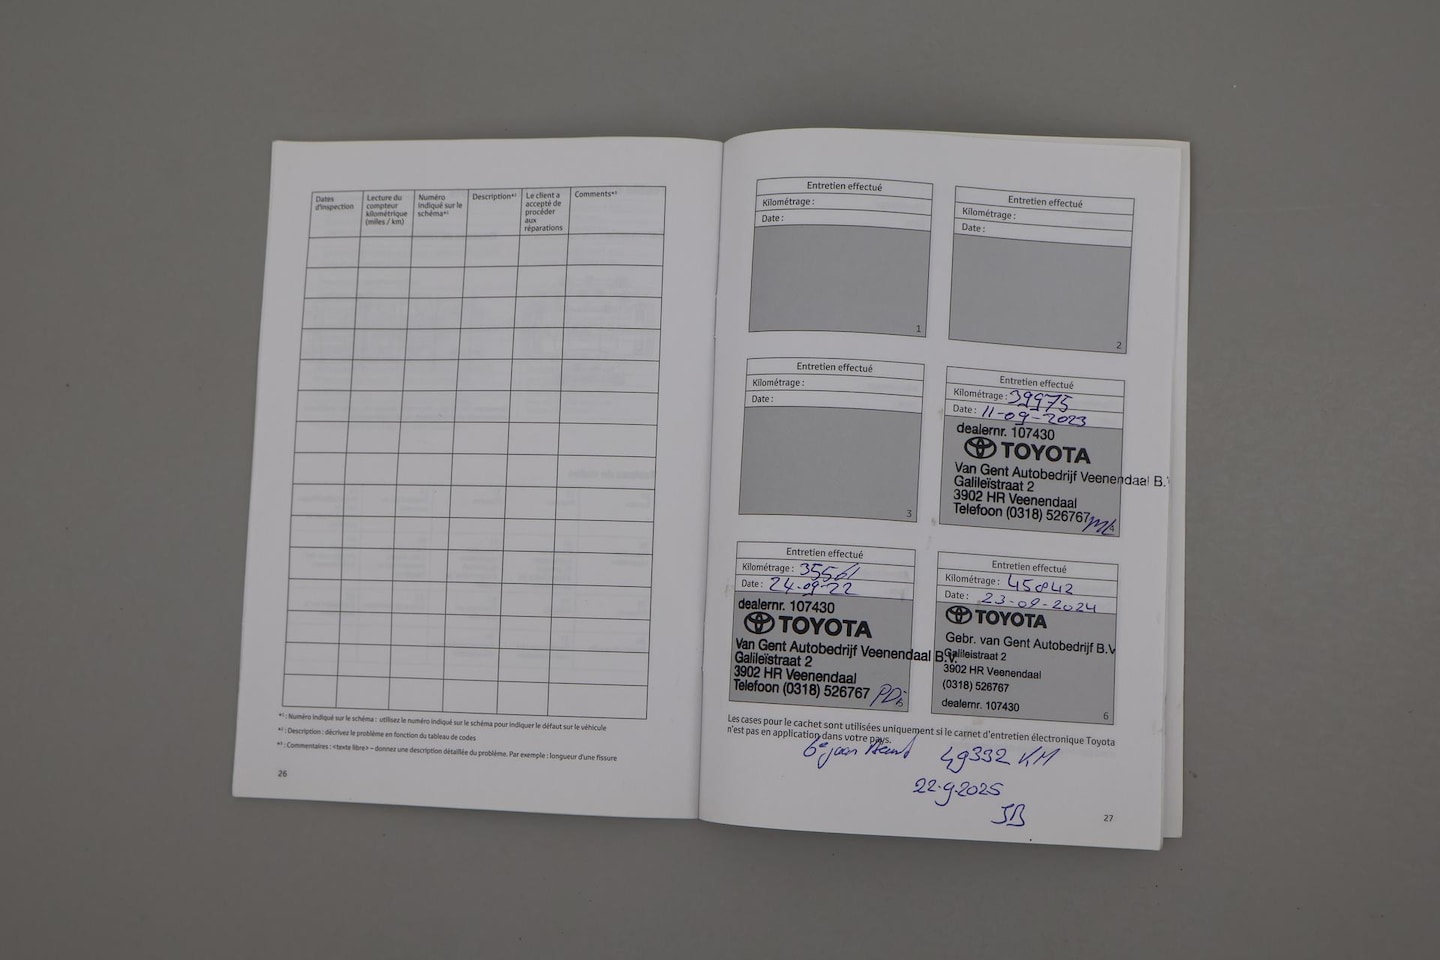 Dates d'inspection
Lecture du compteur kilométrique (miles / km)
Numéro indiqué sur le schéma*¹
Description*²
Le client a accepté de procéder aux réparations
Comments*³
*¹ : Numéro indiqué sur le schéma : utilisez le numéro indiqué sur le schéma pour indiquer le défaut sur le véhicule
*² : Description : décrivez le problème en fonction du tableau de codes
*³ : Commentaires : <texte libre> – donnez une description détaillée du problème. Par exemple : longueur d'une fissure
26
Entretien effectué
Kilométrage :
Date :
1
Entretien effectué
Kilométrage :
Date :
2
Entretien effectué
Kilométrage :
Date :
3
Entretien effectué
Kilométrage : 39975
Date : 11-09-2023
dealernr. 107430
TOYOTA
Van Gent Autobedrijf Veenendaal B.V
Galileïstraat 2
3902 HR Veenendaal
Telefoon (0318) 526767
Entretien effectué
Kilométrage : 35561
Date : 24-09-22
dealernr. 107430
TOYOTA
Van Gent Autobedrijf Veenendaal B.V.
Galileïstraat 2
3902 HR Veenendaal
Telefoon (0318) 526767
Entretien effectué
Kilométrage : 45842
Date : 23-09-2024
TOYOTA
Gebr. van Gent Autobedrijf B.V
Galileistraat 2
3902 HR Veenendaal
(0318) 526767
dealernr. 107430
6
Les cases pour le cachet sont utilisées uniquement si le carnet d'entretien électronique Toyota
n'est pas en application dans votre pays.
6e jaar 49332 KM
22-9-2025
JB
27